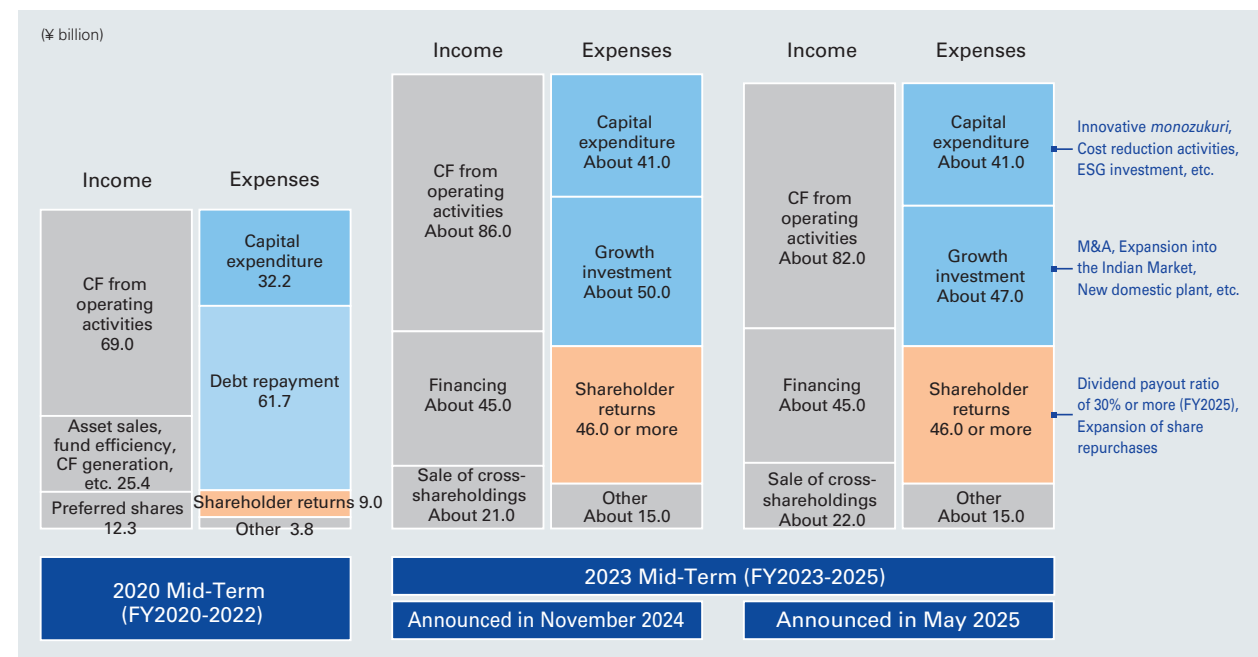 (¥ billion)
Income
Expenses
CF from
operating
activities
69.0
Asset sales,
fund efficiency,
CF generation,
etc. 25.4
Preferred shares
12.3
Capital
expenditure
32.2
Debt repayment
61.7
Shareholder returns 9.0
Other 3.8
2020 Mid-Term
(FY2020-2022)
Income
Expenses
CF from
operating
activities
About 86.0
Financing
About 45.0
Sale of cross-
shareholdings
About 21.0
Capital
expenditure
About 41.0
Growth
investment
About 50.0
Shareholder
returns
46.0 or more
Other
About 15.0
Income
Expenses
CF from
operating
activities
About 82.0
Financing
About 45.0
Sale of cross-
shareholdings
About 22.0
Capital
expenditure
About 41.0
Growth
investment
About 47.0
Shareholder
returns
46.0 or more
Other
About 15.0
Innovative monozukuri,
Cost reduction activities,
ESG investment, etc.
M&A, Expansion into
the Indian Market,
New domestic plant, etc.
Dividend payout ratio
of 30% or more (FY2025),
Expansion of share
repurchases
2023 Mid-Term (FY2023-2025)
Announced in November 2024
Announced in May 2025